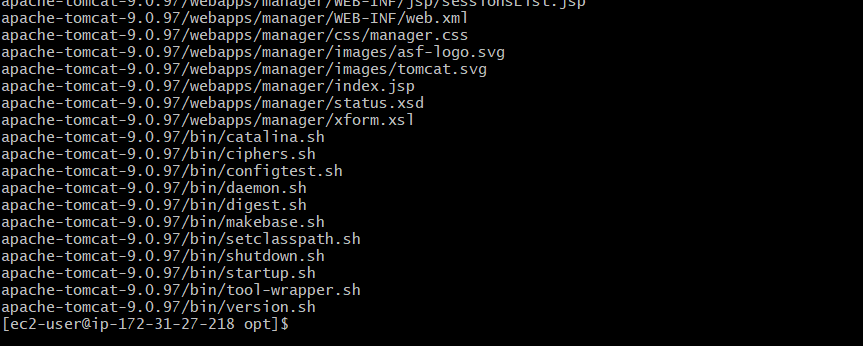 apache-tomcat-9.0.97/webapps/manager/WEB-INF/jsp/sessionsList.jsp
apache-tomcat-9.0.97/webapps/manager/WEB-INF/web.xml
apache-tomcat-9.0.97/webapps/manager/css/manager.css
apache-tomcat-9.0.97/webapps/manager/images/asf-logo.svg
apache-tomcat-9.0.97/webapps/manager/images/tomcat.svg
apache-tomcat-9.0.97/webapps/manager/index.jsp
apache-tomcat-9.0.97/webapps/manager/status.xsd
apache-tomcat-9.0.97/webapps/manager/xform.xsl
apache-tomcat-9.0.97/bin/catalina.sh
apache-tomcat-9.0.97/bin/ciphers.sh
apache-tomcat-9.0.97/bin/configtest.sh
apache-tomcat-9.0.97/bin/daemon.sh
apache-tomcat-9.0.97/bin/digest.sh
apache-tomcat-9.0.97/bin/makebase.sh
apache-tomcat-9.0.97/bin/setclasspath.sh
apache-tomcat-9.0.97/bin/shutdown.sh
apache-tomcat-9.0.97/bin/startup.sh
apache-tomcat-9.0.97/bin/tool-wrapper.sh
apache-tomcat-9.0.97/bin/version.sh
[ec2-user@ip-172-31-27-218 opt]$